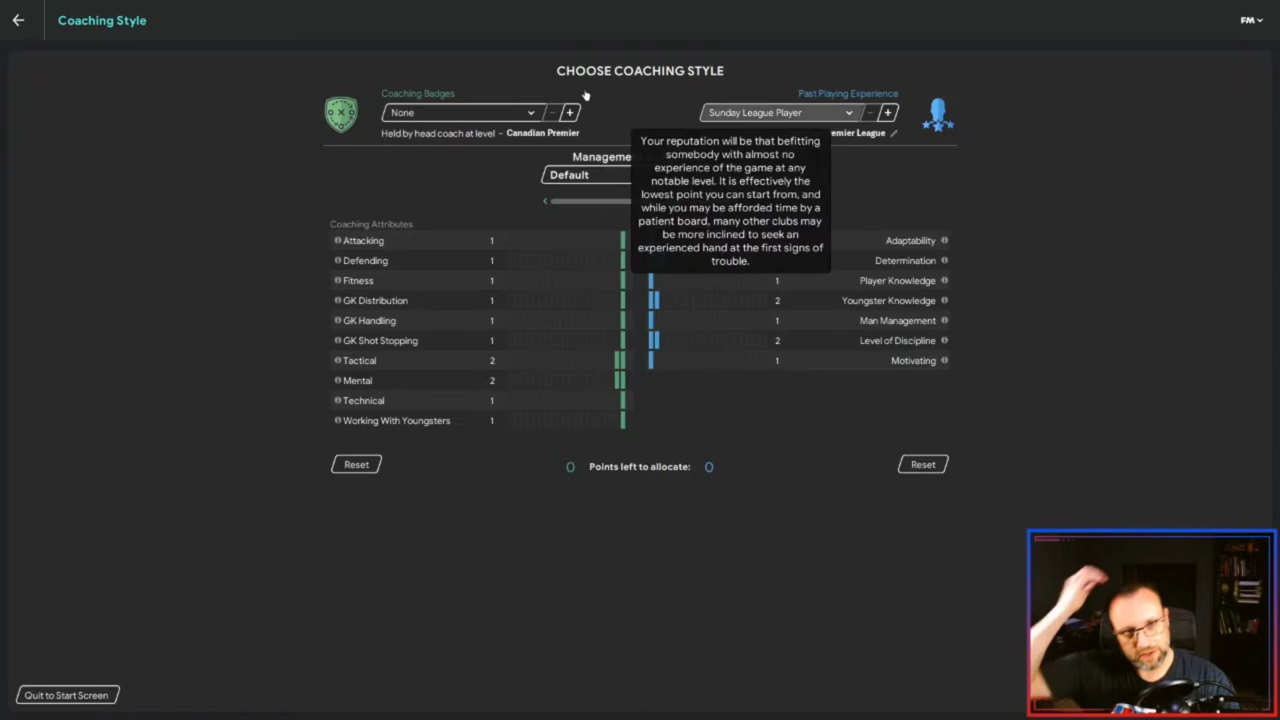 Coaching Style
FM
CHOOSE COACHING STYLE
Coaching Badges
None
Held by head coach at level - Canadian Premier
Past Playing Experience
Sunday League Player
emier League
Manageme
Default
Your reputation will be that befitting
somebody with almost no
experience of the game at any
notable level. It is effectively the
lowest point you can start from, and
while you may be afforded time by a
patient board, many other clubs may
be more inclined to seek an
experienced hand at the first signs of
trouble.
Coaching Attributes
Attacking 1
Defending 1
Fitness 1
GK Distribution 1
GK Handling 1
GK Shot Stopping 1
Tactical 2
Mental 2
Technical 1
Working With Youngsters 1
Adaptability
Determination
1 Player Knowledge
2 Youngster Knowledge
1 Man Management
2 Level of Discipline
1 Motivating
Reset
0 Points left to allocate: 0
Reset
Quit to Start Screen